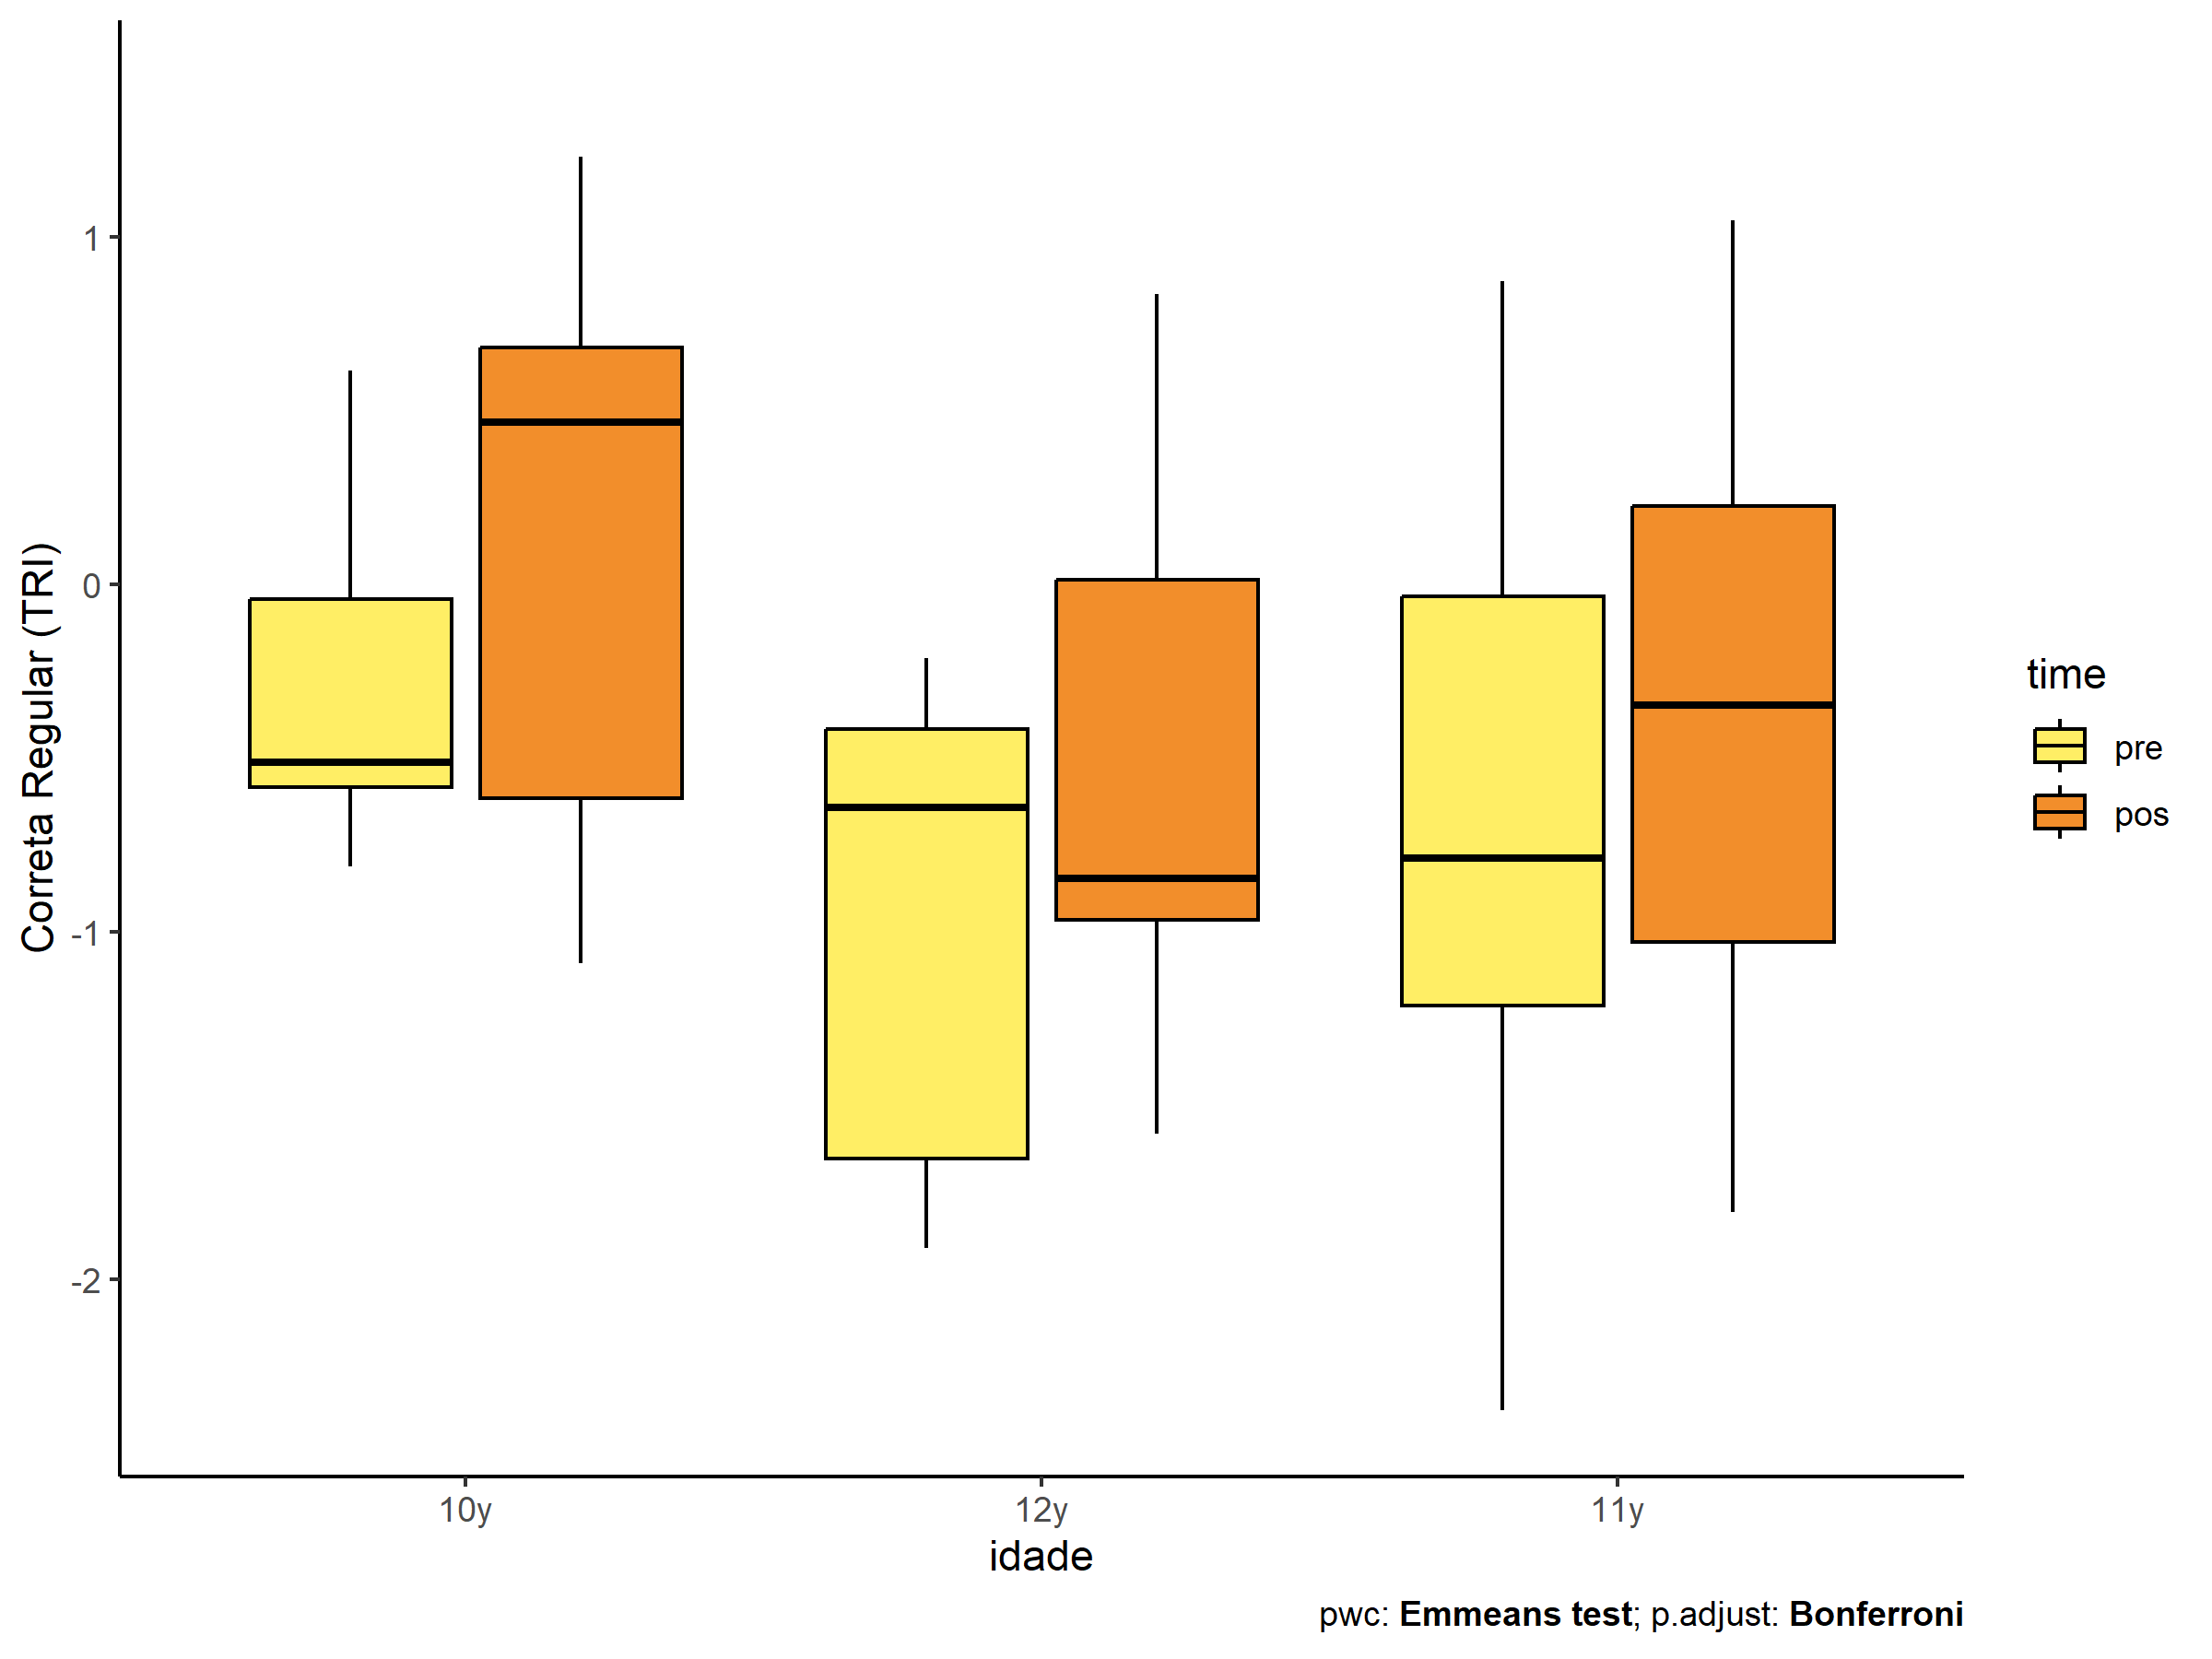 Correta Regular (TRI)
1
0
-1
-2
10y
12y
11y
idade
time
pre
pos
pwc: Emmeans test; p.adjust: Bonferroni